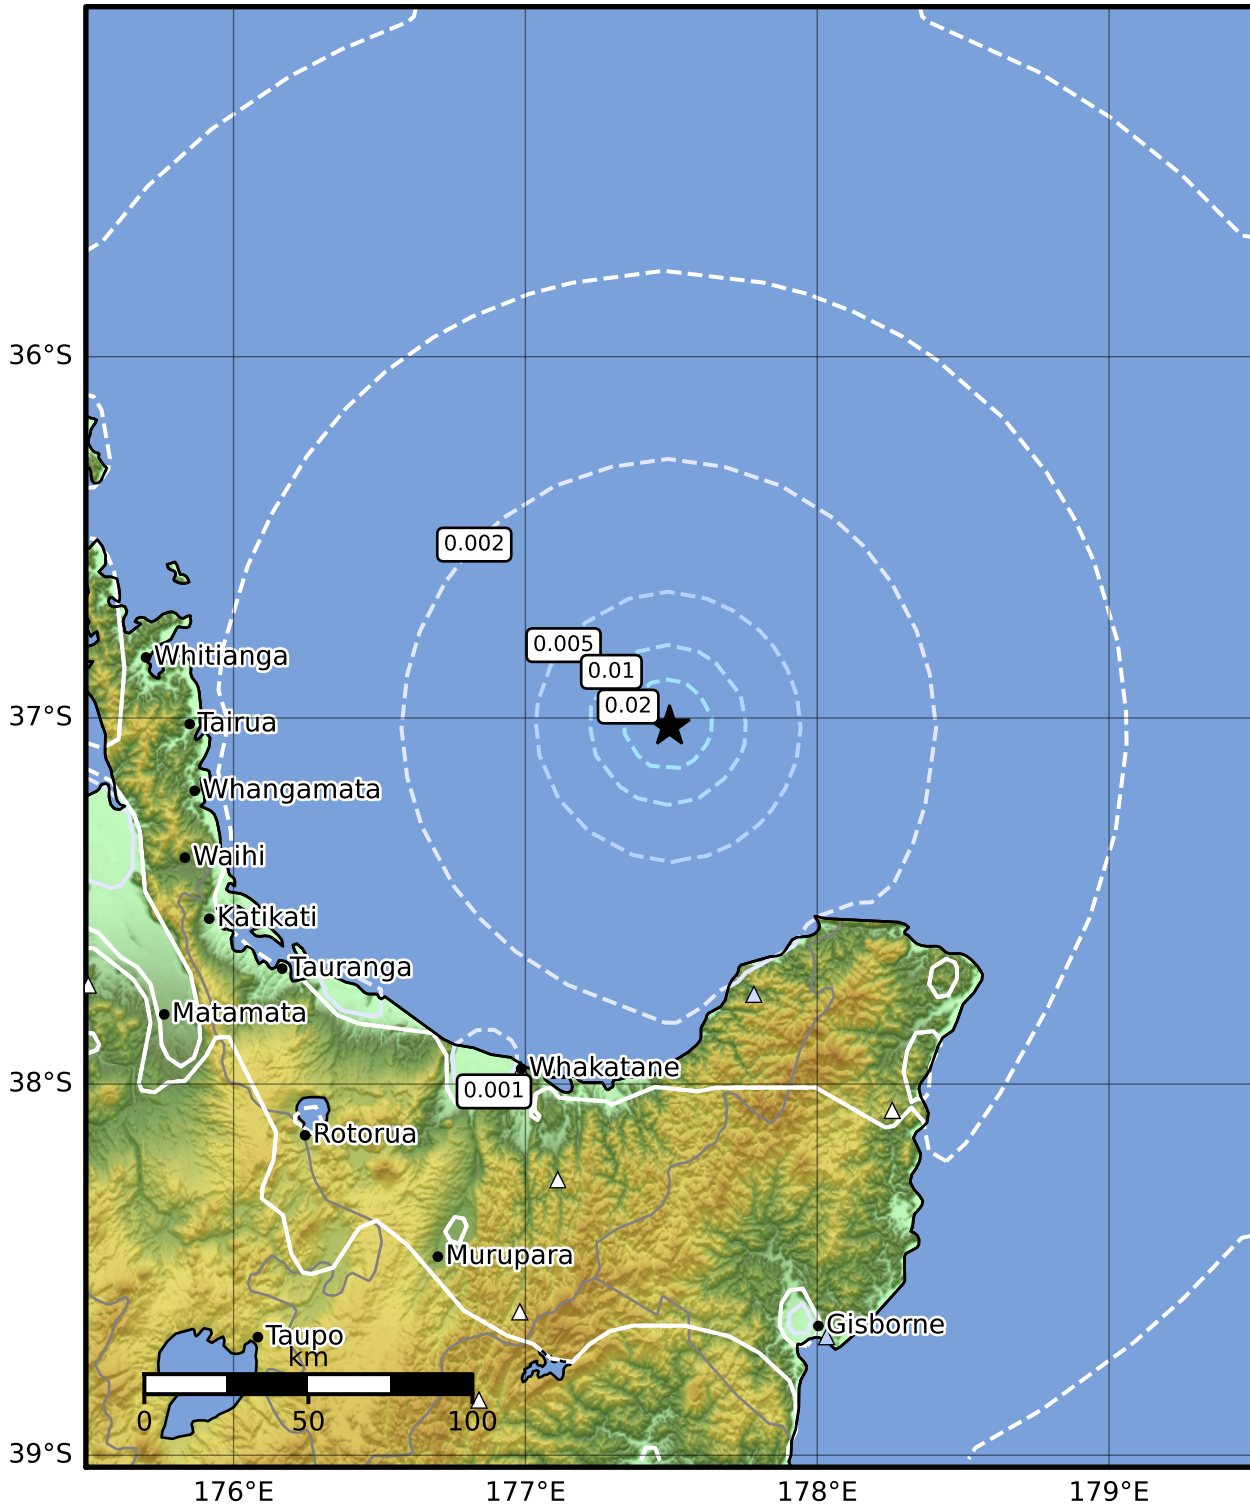 36°S
0.002
0.005
0.01
0.02
Whitianga
37°S
Tairua
Whangamata
Waihi
Katikati
Tauranga
Matamata
Whakatane
38°S
0.001
Rotorua
Murupara
Gisborne
Taupo
km
0 50 100
39°S
176°E 177°E 178°E 179°E